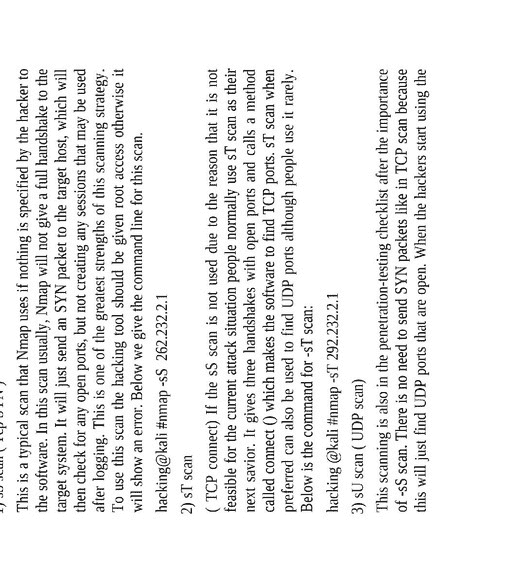 This is a typical scan that Nmap uses if nothing is specified by the hacker to
the software. In this scan usually, Nmap will not give a full handshake to the
target system. It will just send an SYN packet to the target host, which will
then check for any open ports, but not creating any sessions that may be used
after logging. This is one of the greatest strengths of this scanning strategy.
To use this scan the hacking tool should be given root access otherwise it
will show an error. Below we give the command line for this scan.
hacking@kali #nmap -sS 262.232.2.1
2) sT scan
( TCP connect) If the sS scan is not used due to the reason that it is not
feasible for the current attack situation people normally use sT scan as their
next savior. It gives three handshakes with open ports and calls a method
called connect () which makes the software to find TCP ports. sT scan when
preferred can also be used to find UDP ports although people use it rarely.
Below is the command for -sT scan:
hacking @kali #nmap -sT 292.232.2.1
3) sU scan ( UDP scan)
This scanning is also in the penetration-testing checklist after the importance
of -sS scan. There is no need to send SYN packets like in TCP scan because
this will just find UDP ports that are open. When the hackers start using the